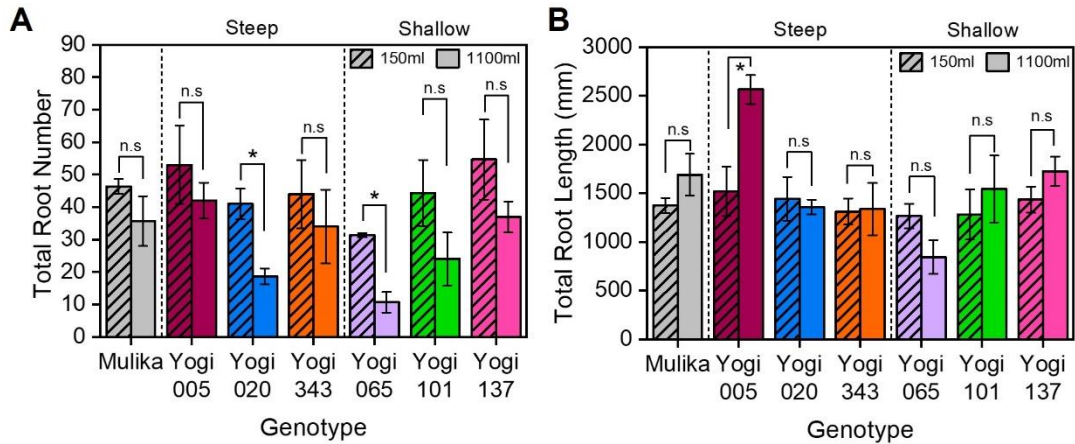 A
Steep
Shallow
150ml
1100ml
Total Root Number
90
80
70
60
50
40
30
20
10
0
n.s
n.s
*
n.s
*
n.s
n.s
Mulika Yogi Yogi Yogi Yogi Yogi Yogi
005 020 343 065 101 137
Genotype
B
Steep
Shallow
150ml
1100ml
Total Root Length (mm)
3000
2500
2000
1500
1000
500
0
n.s
*
n.s
n.s
n.s
n.s
n.s
Mulika Yogi Yogi Yogi Yogi Yogi Yogi
005 020 343 065 101 137
Genotype